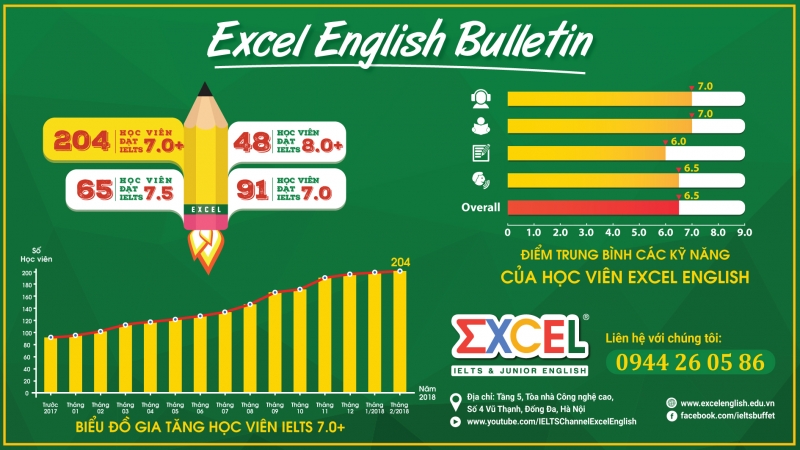 Excel English Bulletin
204 HỌC VIÊN ĐẠT IELTS 7.0+
48 HỌC VIÊN ĐẠT IELTS 8.0+
65 HỌC VIÊN ĐẠT IELTS 7.5
91 HỌC VIÊN ĐẠT IELTS 7.0
EXCEL
7.0
7.0
6.0
6.5
6.5
Overall
0 1.0 2.0 3.0 4.0 5.0 6.0 7.0 8.0 9.0
ĐIỂM TRUNG BÌNH CÁC KỸ NĂNG
CỦA HỌC VIÊN EXCEL ENGLISH
Số
Học viên
204
200
180
160
140
120
100
80
60
40
20
0
Trước 2017
Tháng 01
Tháng 02
Tháng 03
Tháng 04
Tháng 05
Tháng 06
Tháng 07
Tháng 08
Tháng 09
Tháng 10
Tháng 11
Tháng 12
Tháng 1/2018
Tháng 2/2018
Năm
2018
BIỂU ĐỒ GIA TĂNG HỌC VIÊN IELTS 7.0+
EXCEL ®
IELTS & JUNIOR ENGLISH
Liên hệ với chúng tôi:
0944 26 05 86
Địa chỉ: Tầng 5, Tòa nhà Công nghệ cao,
Số 4 Vũ Thạnh, Đống Đa, Hà Nội
www.youtube.com/IELTSChannelExcelEnglish
www.excelenglish.edu.vn
facebook.com/ieltsbuffet